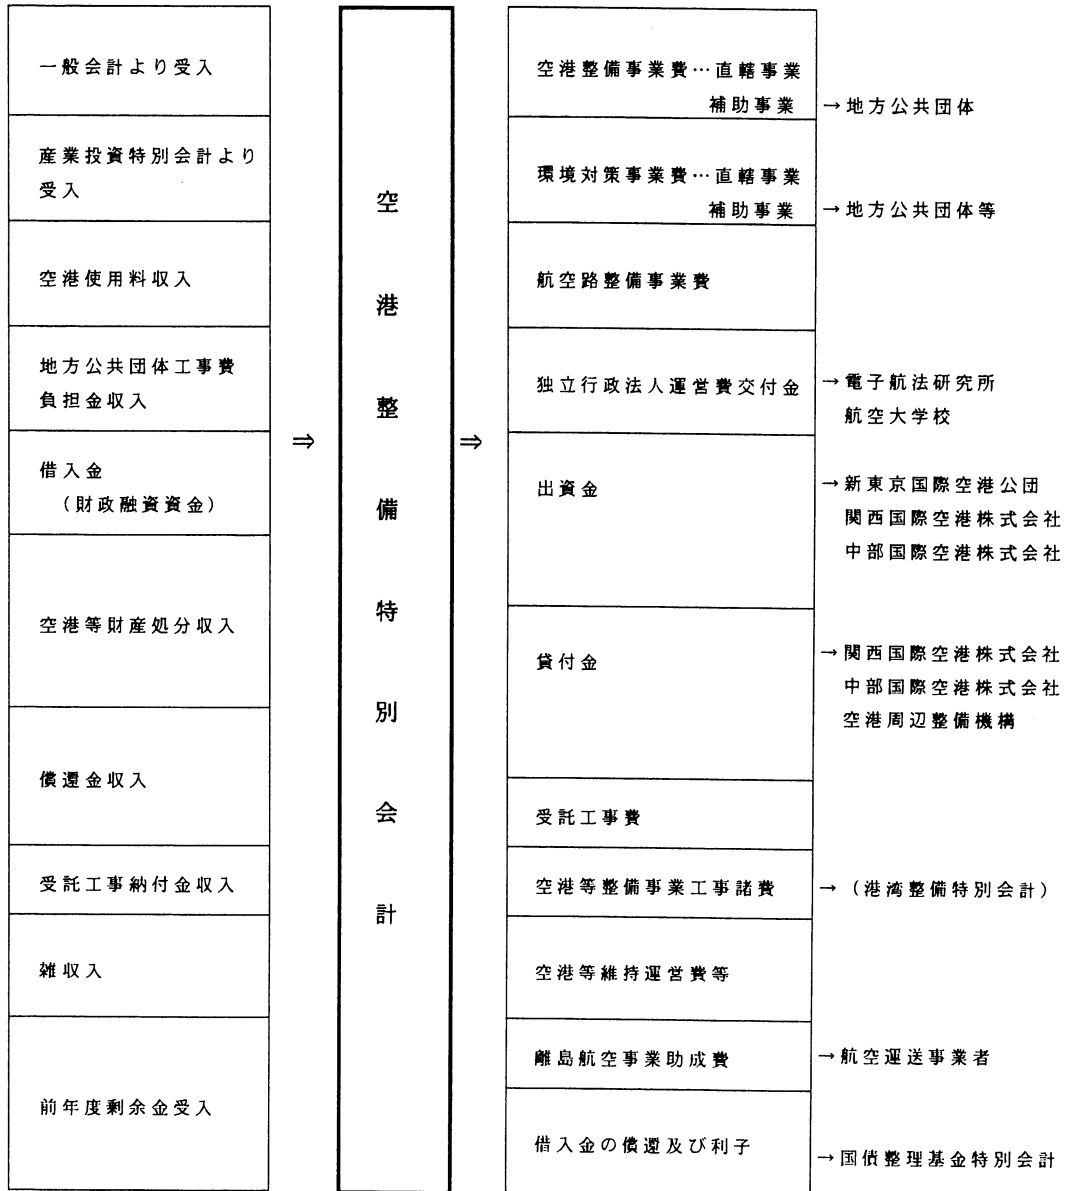 一般会計より受入
産業投資特別会計より
受入
空港使用料収入
地方公共団体工事費
負担金収入
借入金
（財政融資資金）
空港等財産処分収入
償還金収入
受託工事納付金収入
雑収入
前年度剰余金受入
⇒
空港整備特別会計
⇒
空港整備事業費…直轄事業
補助事業 →地方公共団体
環境対策事業費…直轄事業
補助事業 →地方公共団体等
航空路整備事業費
独立行政法人運営費交付金 →電子航法研究所
航空大学校
出資金 →新東京国際空港公団
関西国際空港株式会社
中部国際空港株式会社
貸付金 →関西国際空港株式会社
中部国際空港株式会社
空港周辺整備機構
受託工事費
空港等整備事業工事諸費 →（港湾整備特別会計）
空港等維持運営費等
離島航空事業助成費 →航空運送事業者
借入金の償還及び利子 →国債整理基金特別会計